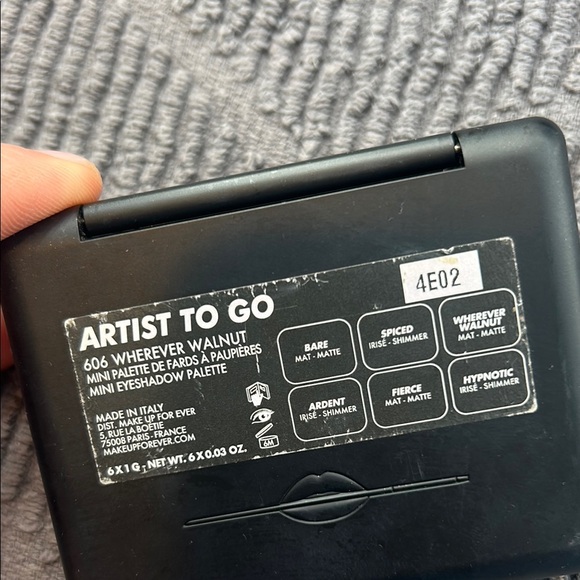 4E02
ARTIST TO GO
606 WHEREVER WALNUT
MINI PALETTE DE FARDS À PAUPIÈRES
MINI EYESHADOW PALETTE
MADE IN ITALY
DIST. MAKE UP FOR EVER
5, RUE LA BOÉTIE
75008 PARIS - FRANCE
MAKEUPFOREVER.COM
6 X 1 G - NET WT. 6 X 0.03 OZ.
6M
BARE
MAT - MATTE
SPICED
IRISÉ - SHIMMER
WHEREVER
WALNUT
MAT - MATTE
ARDENT
IRISÉ - SHIMMER
FIERCE
MAT - MATTE
HYPNOTIC
IRISÉ - SHIMMER